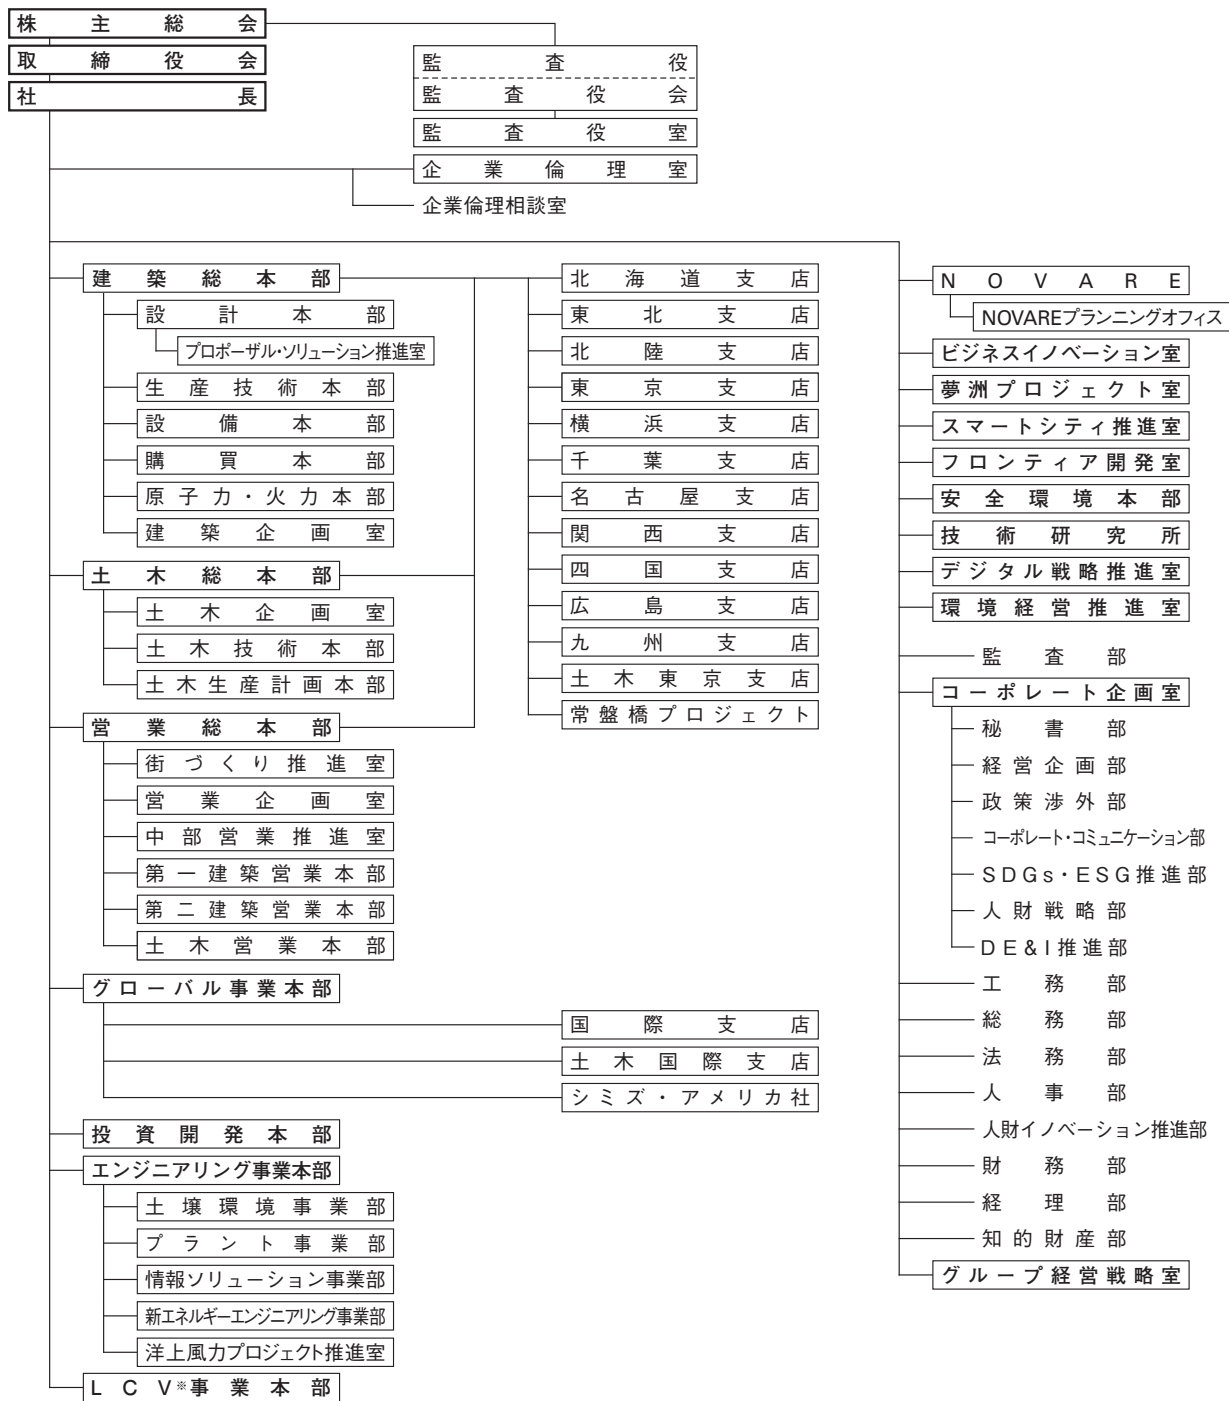 株主総会
取締役会
社長
監査役
監査役会
監査役室
企業倫理室
企業倫理相談室
建築総本部
設計本部
プロポーザル・ソリューション推進室
生産技術本部
設備本部
購買本部
原子力・火力本部
建築企画室
土木総本部
土木企画室
土木技術本部
土木生産計画本部
営業総本部
街づくり推進室
営業企画室
中部営業推進室
第一建築営業本部
第二建築営業本部
土木営業本部
グローバル事業本部
投資開発本部
エンジニアリング事業本部
土壌環境事業部
プラント事業部
情報ソリューション事業部
新エネルギーエンジニアリング事業部
洋上風力プロジェクト推進室
LCV※事業本部
北海道支店
東北支店
北陸支店
東京支店
横浜支店
千葉支店
名古屋支店
関西支店
四国支店
広島支店
九州支店
土木東京支店
常盤橋プロジェクト
国際支店
土木国際支店
シミズ・アメリカ社
NOVARE
NOVAREプランニングオフィス
ビジネスイノベーション室
夢洲プロジェクト室
スマートシティ推進室
フロンティア開発室
安全環境本部
技術研究所
デジタル戦略推進室
環境経営推進室
監査部
コーポレート企画室
秘書部
経営企画部
政策渉外部
コーポレート・コミュニケーション部
SDGs・ESG推進部
人財戦略部
DE&I推進部
工務部
総務部
法務部
人事部
人財イノベーション推進部
財務部
経理部
知的財産部
グループ経営戦略室